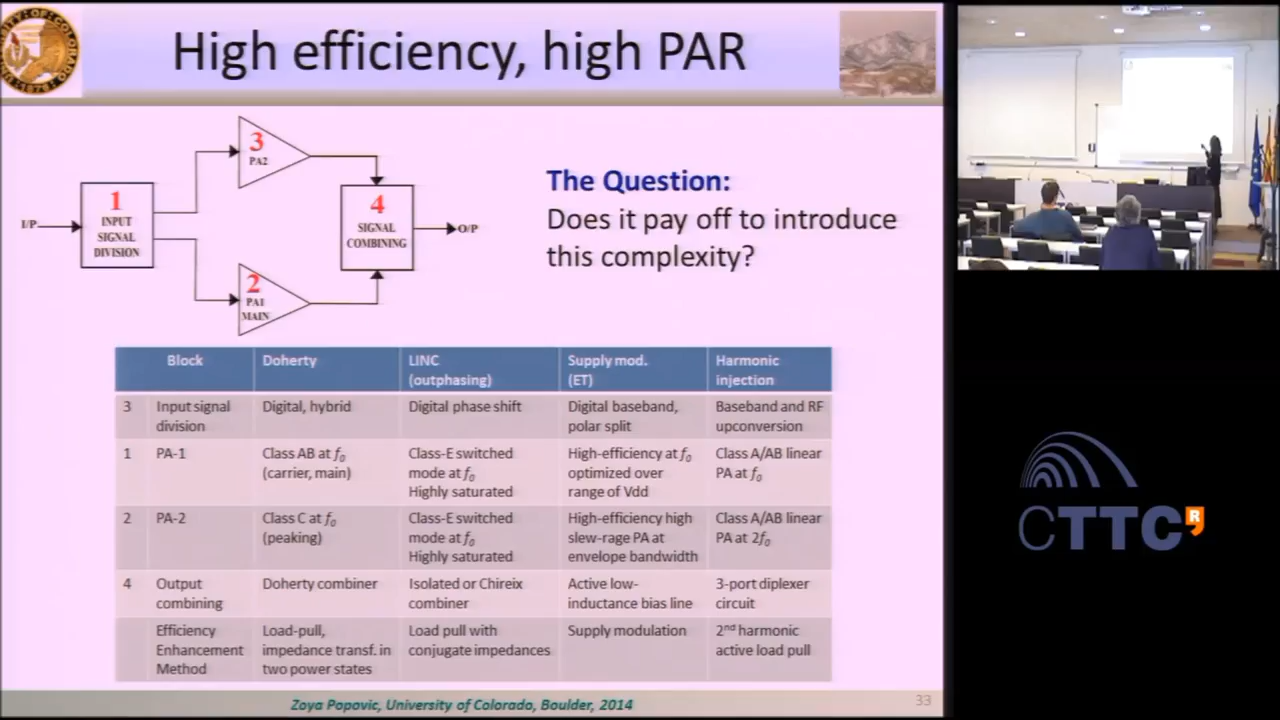 High efficiency, high PAR
3
PA2
1
INPUT
SIGNAL
DIVISION
I/P
4
SIGNAL
COMBINING
O/P
2
PA1
MAIN
The Question:
Does it pay off to introduce
this complexity?
Block Doherty LINC (outphasing) Supply mod. (ET) Harmonic injection
3 Input signal division Digital, hybrid Digital phase shift Digital baseband, polar split Baseband and RF upconversion
1 PA-1 Class AB at f0 (carrier, main) Class-E switched mode at f0 Highly saturated High-efficiency at f0 optimized over range of Vdd Class A/AB linear PA at f0
2 PA-2 Class C at f0 (peaking) Class-E switched mode at f0 Highly saturated High-efficiency high slew-rage PA at envelope bandwidth Class A/AB linear PA at 2f0
4 Output combining Doherty combiner Isolated or Chireix combiner Active low-inductance bias line 3-port diplexer circuit
Efficiency Enhancement Method Load-pull, impedance transf. in two power states Load pull with conjugate impedances Supply modulation 2nd harmonic active load pull
Zoya Popovic, University of Colorado, Boulder, 2014
33
CTTC R